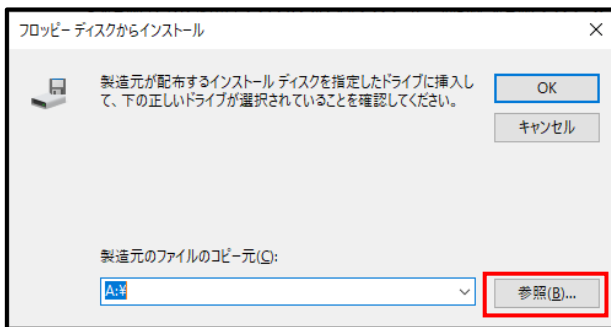 フロッピー ディスクからインストール
製造元が配布するインストール ディスクを指定したドライブに挿入し
て、下の正しいドライブが選択されていることを確認してください。
OK
キャンセル
製造元のファイルのコピー元(C):
A:¥
参照(B)...